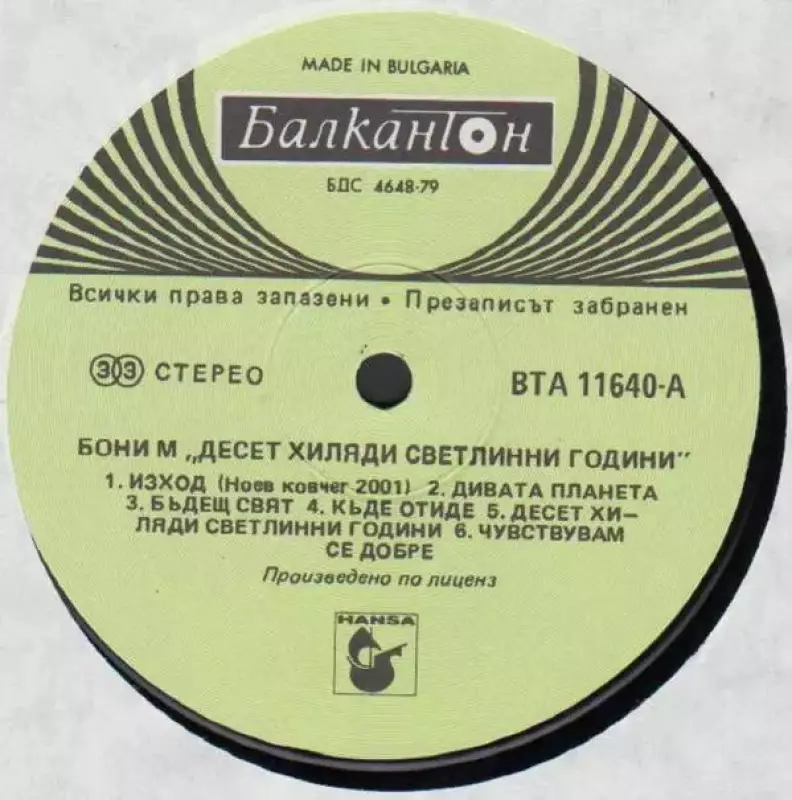 MADE IN BULGARIA
Балкантон
БДС 4648-79
Всички права запазени • Презаписът забранен
33 СТЕРЕО
ВТА 11640-А
БОНИ М „ДЕСЕТ ХИЛЯДИ СВЕТЛИННИ ГОДИНИ"
1. ИЗХОД (Ноев ковчег 2001) 2. ДИВАТА ПЛАНЕТА
3. БЪДЕЩ СВЯТ 4. КЪДЕ ОТИДЕ 5. ДЕСЕТ ХИ-
ЛЯДИ СВЕТЛИННИ ГОДИНИ 6. ЧУВСТВУВАМ
СЕ ДОБРЕ
Произведено по лиценз
HANSA